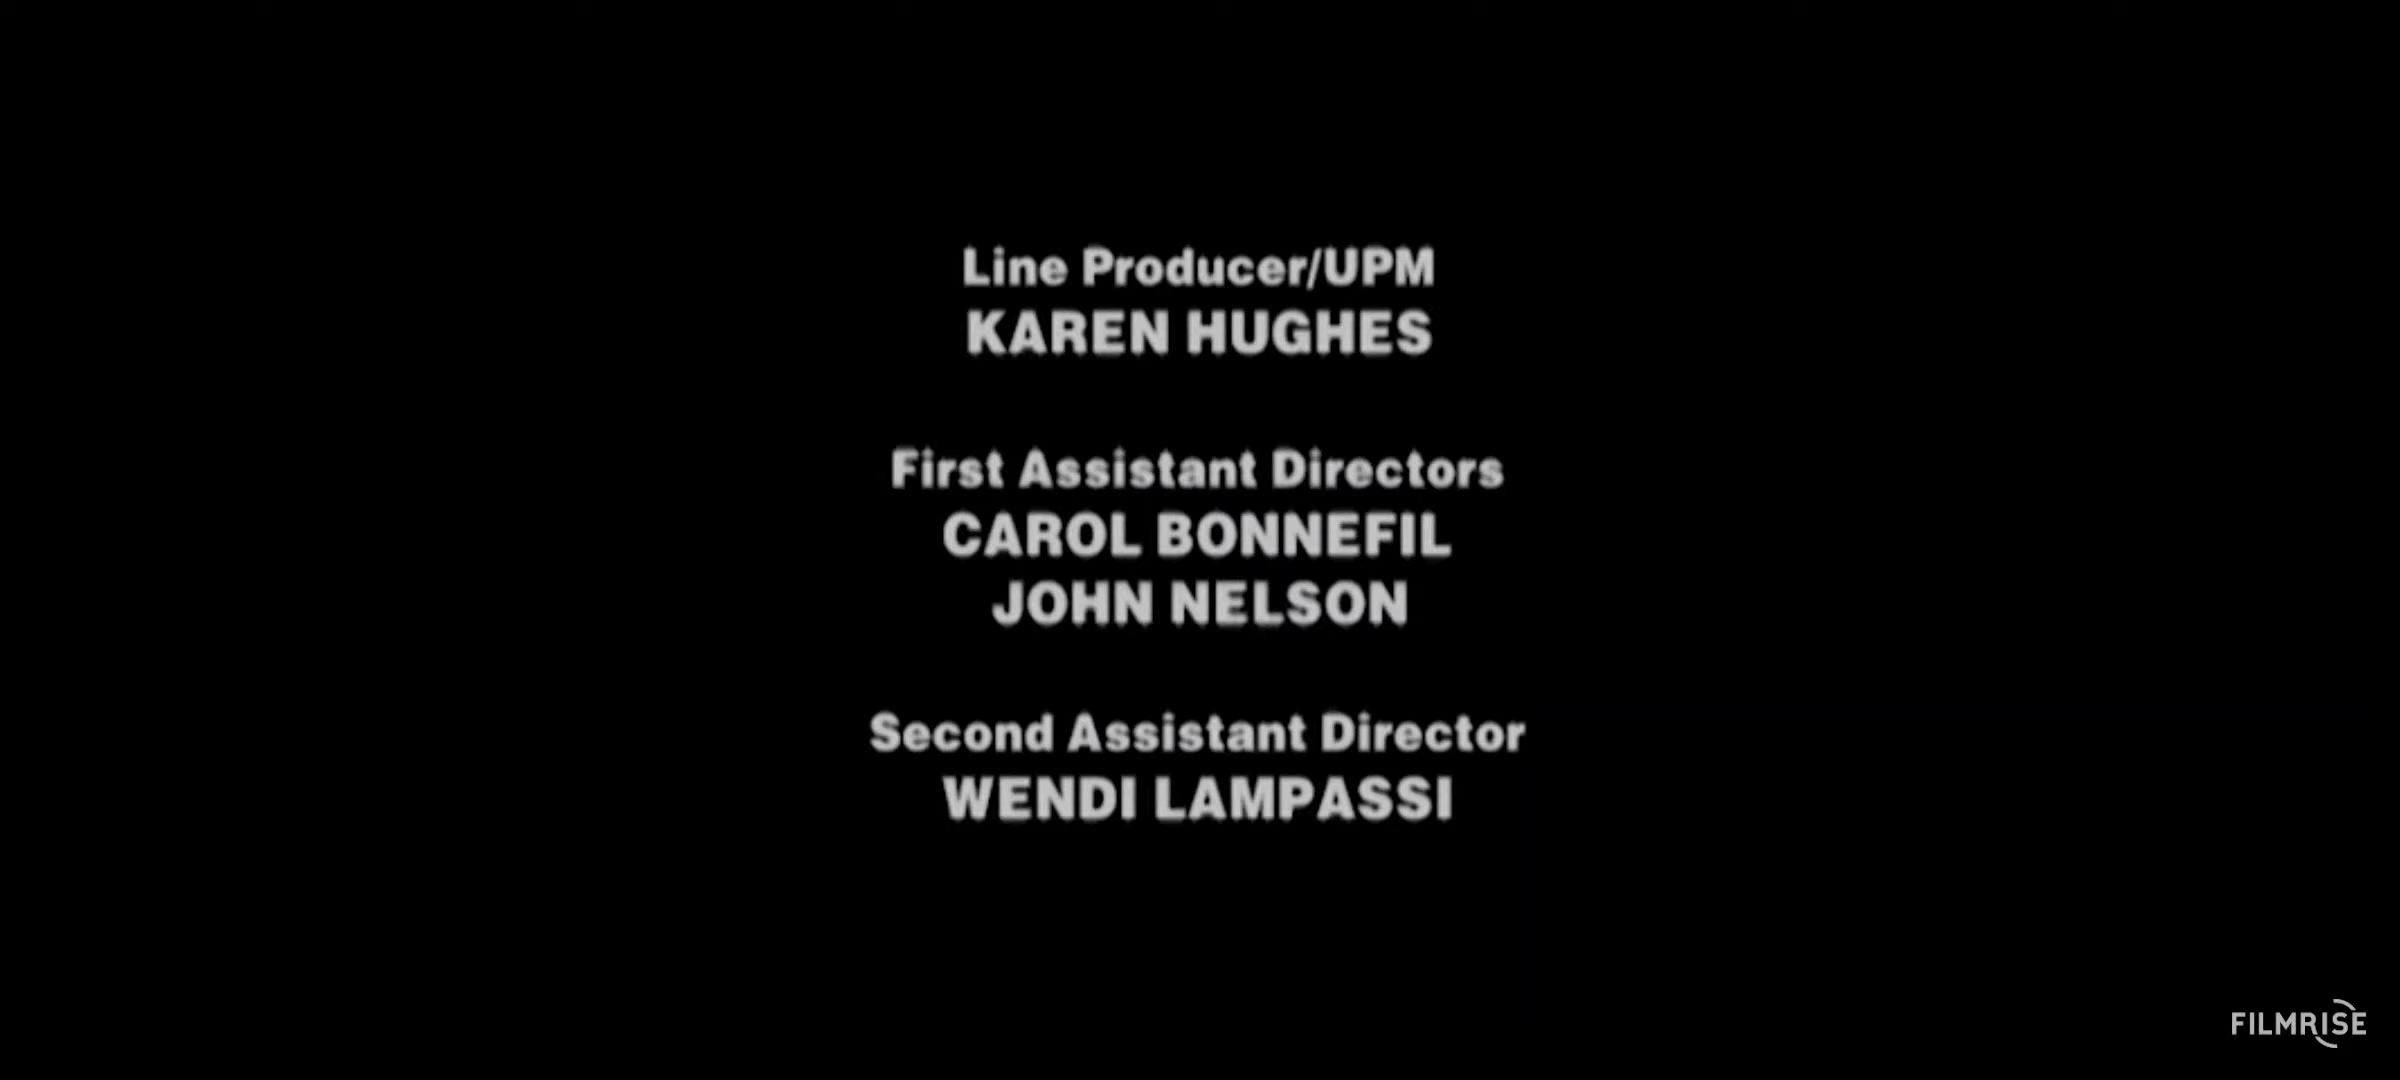 Line Producer/UPM
KAREN HUGHES
First Assistant Directors
CAROL BONNEFIL
JOHN NELSON
Second Assistant Director
WENDI LAMPASSI
FILMRISE